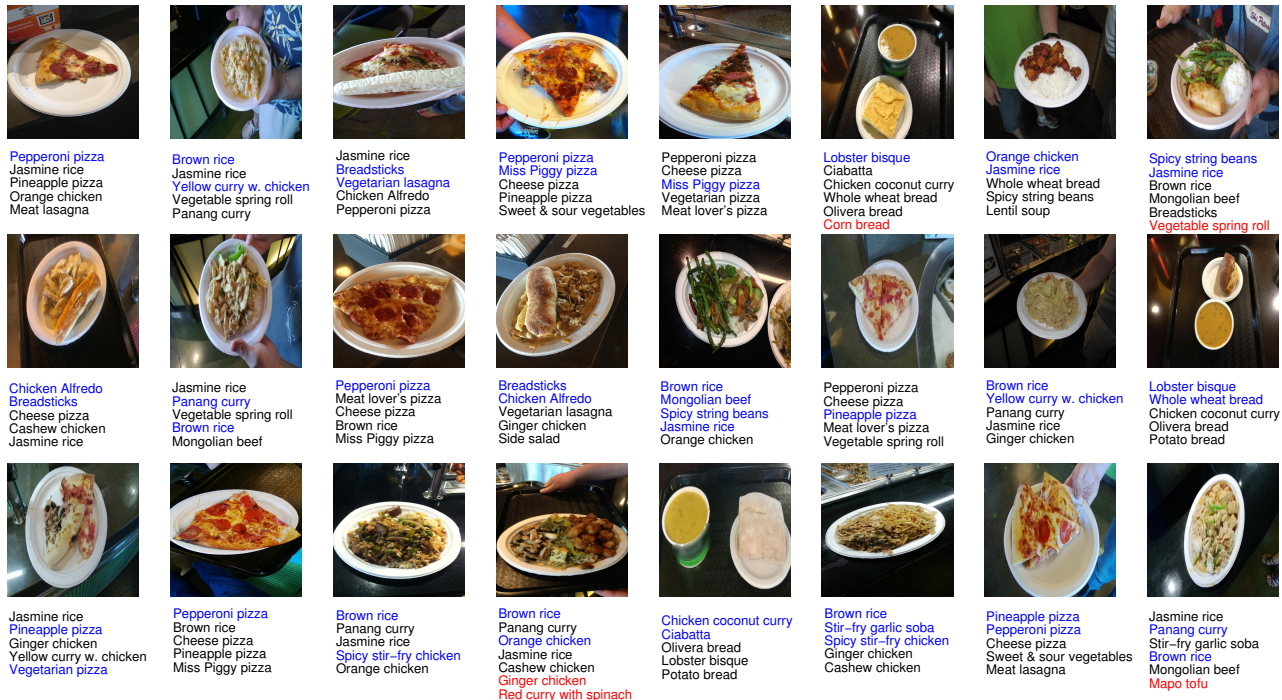 Pepperoni pizza
Jasmine rice
Pineapple pizza
Orange chicken
Meat lasagna
Brown rice
Jasmine rice
Yellow curry w. chicken
Vegetable spring roll
Panang curry
Jasmine rice
Breadsticks
Vegetarian lasagna
Chicken Alfredo
Pepperoni pizza
Pepperoni pizza
Miss Piggy pizza
Cheese pizza
Pineapple pizza
Sweet & sour vegetables
Pepperoni pizza
Cheese pizza
Miss Piggy pizza
Vegetarian pizza
Meat lover's pizza
Lobster bisque
Ciabatta
Chicken coconut curry
Whole wheat bread
Olivera bread
Corn bread
Orange chicken
Jasmine rice
Whole wheat bread
Spicy string beans
Lentil soup
Spicy string beans
Jasmine rice
Brown rice
Mongolian beef
Breadsticks
Vegetable spring roll
Chicken Alfredo
Breadsticks
Cheese pizza
Cashew chicken
Jasmine rice
Jasmine rice
Panang curry
Vegetable spring roll
Brown rice
Mongolian beef
Pepperoni pizza
Meat lover's pizza
Cheese pizza
Brown rice
Miss Piggy pizza
Breadsticks
Chicken Alfredo
Vegetarian lasagna
Ginger chicken
Side salad
Brown rice
Mongolian beef
Spicy string beans
Jasmine rice
Orange chicken
Pepperoni pizza
Cheese pizza
Pineapple pizza
Meat lover's pizza
Vegetable spring roll
Brown rice
Yellow curry w. chicken
Panang curry
Jasmine rice
Ginger chicken
Lobster bisque
Whole wheat bread
Chicken coconut curry
Olivera bread
Potato bread
Jasmine rice
Pineapple pizza
Ginger chicken
Yellow curry w. chicken
Vegetarian pizza
Pepperoni pizza
Brown rice
Cheese pizza
Pineapple pizza
Miss Piggy pizza
Brown rice
Panang curry
Jasmine rice
Spicy stir−fry chicken
Orange chicken
Brown rice
Panang curry
Orange chicken
Jasmine rice
Cashew chicken
Ginger chicken
Red curry with spinach
Chicken coconut curry
Ciabatta
Olivera bread
Lobster bisque
Potato bread
Brown rice
Stir−fry garlic soba
Spicy stir−fry chicken
Ginger chicken
Cashew chicken
Pineapple pizza
Pepperoni pizza
Cheese pizza
Sweet & sour vegetables
Meat lasagna
Jasmine rice
Panang curry
Stir−fry garlic soba
Brown rice
Mongolian beef
Mapo tofu